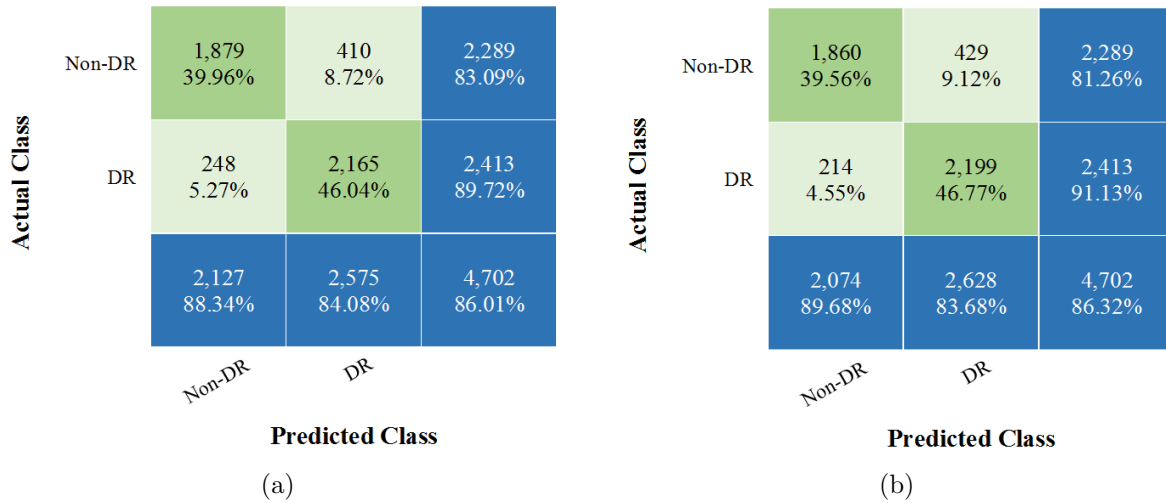 Actual Class
Non-DR
1,879
39.96%
410
8.72%
2,289
83.09%
DR
248
5.27%
2,165
46.04%
2,413
89.72%
2,127
88.34%
2,575
84.08%
4,702
86.01%
Non-DR
DR
Predicted Class
(a)
Actual Class
Non-DR
1,860
39.56%
429
9.12%
2,289
81.26%
DR
214
4.55%
2,199
46.77%
2,413
91.13%
2,074
89.68%
2,628
83.68%
4,702
86.32%
Non-DR
DR
Predicted Class
(b)